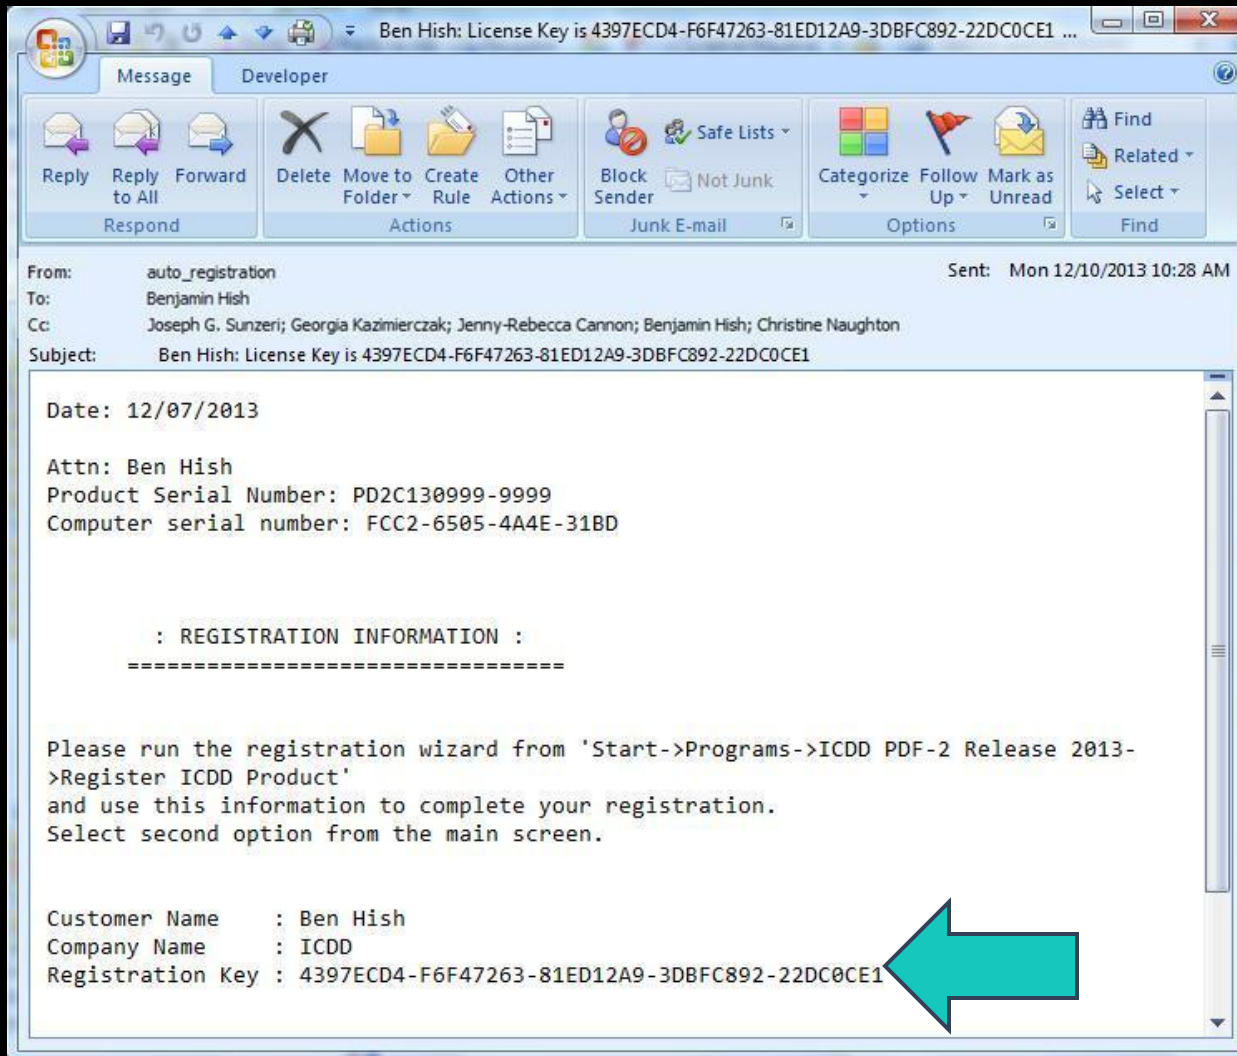 Ben Hish: License Key is 4397ECD4-F6F47263-81ED12A9-3DBFC892-22DC0CE1 ...
Message Developer
Reply Reply to All Forward
Respond
Delete Move to Folder Create Rule Other Actions
Actions
Block Sender Safe Lists Not Junk
Junk E-mail
Categorize Follow Up Mark as Unread
Options
Find Related Select
Find
From: auto_registration Sent: Mon 12/10/2013 10:28 AM
To: Benjamin Hish
Cc: Joseph G. Sunzeri; Georgia Kazimierczak; Jenny-Rebecca Cannon; Benjamin Hish; Christine Naughton
Subject: Ben Hish: License Key is 4397ECD4-F6F47263-81ED12A9-3DBFC892-22DC0CE1
Date: 12/07/2013
Attn: Ben Hish
Product Serial Number: PD2C130999-9999
Computer serial number: FCC2-6505-4A4E-31BD
: REGISTRATION INFORMATION :
=================================
Please run the registration wizard from 'Start->Programs->ICDD PDF-2 Release 2013-
>Register ICDD Product'
and use this information to complete your registration.
Select second option from the main screen.
Customer Name : Ben Hish
Company Name : ICDD
Registration Key : 4397ECD4-F6F47263-81ED12A9-3DBFC892-22DC0CE1